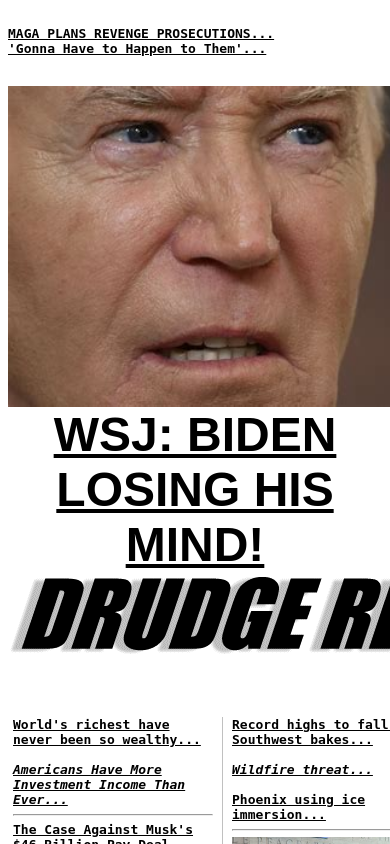 MAGA PLANS REVENGE PROSECUTIONS...
'Gonna Have to Happen to Them'...
WSJ: BIDEN
LOSING HIS
MIND!
DRUDGE RE
World's richest have
never been so wealthy...
Americans Have More
Investment Income Than
Ever...
The Case Against Musk's
$46 Billion Pay Deal
Record highs to fall
Southwest bakes...
Wildfire threat...
Phoenix using ice
immersion...